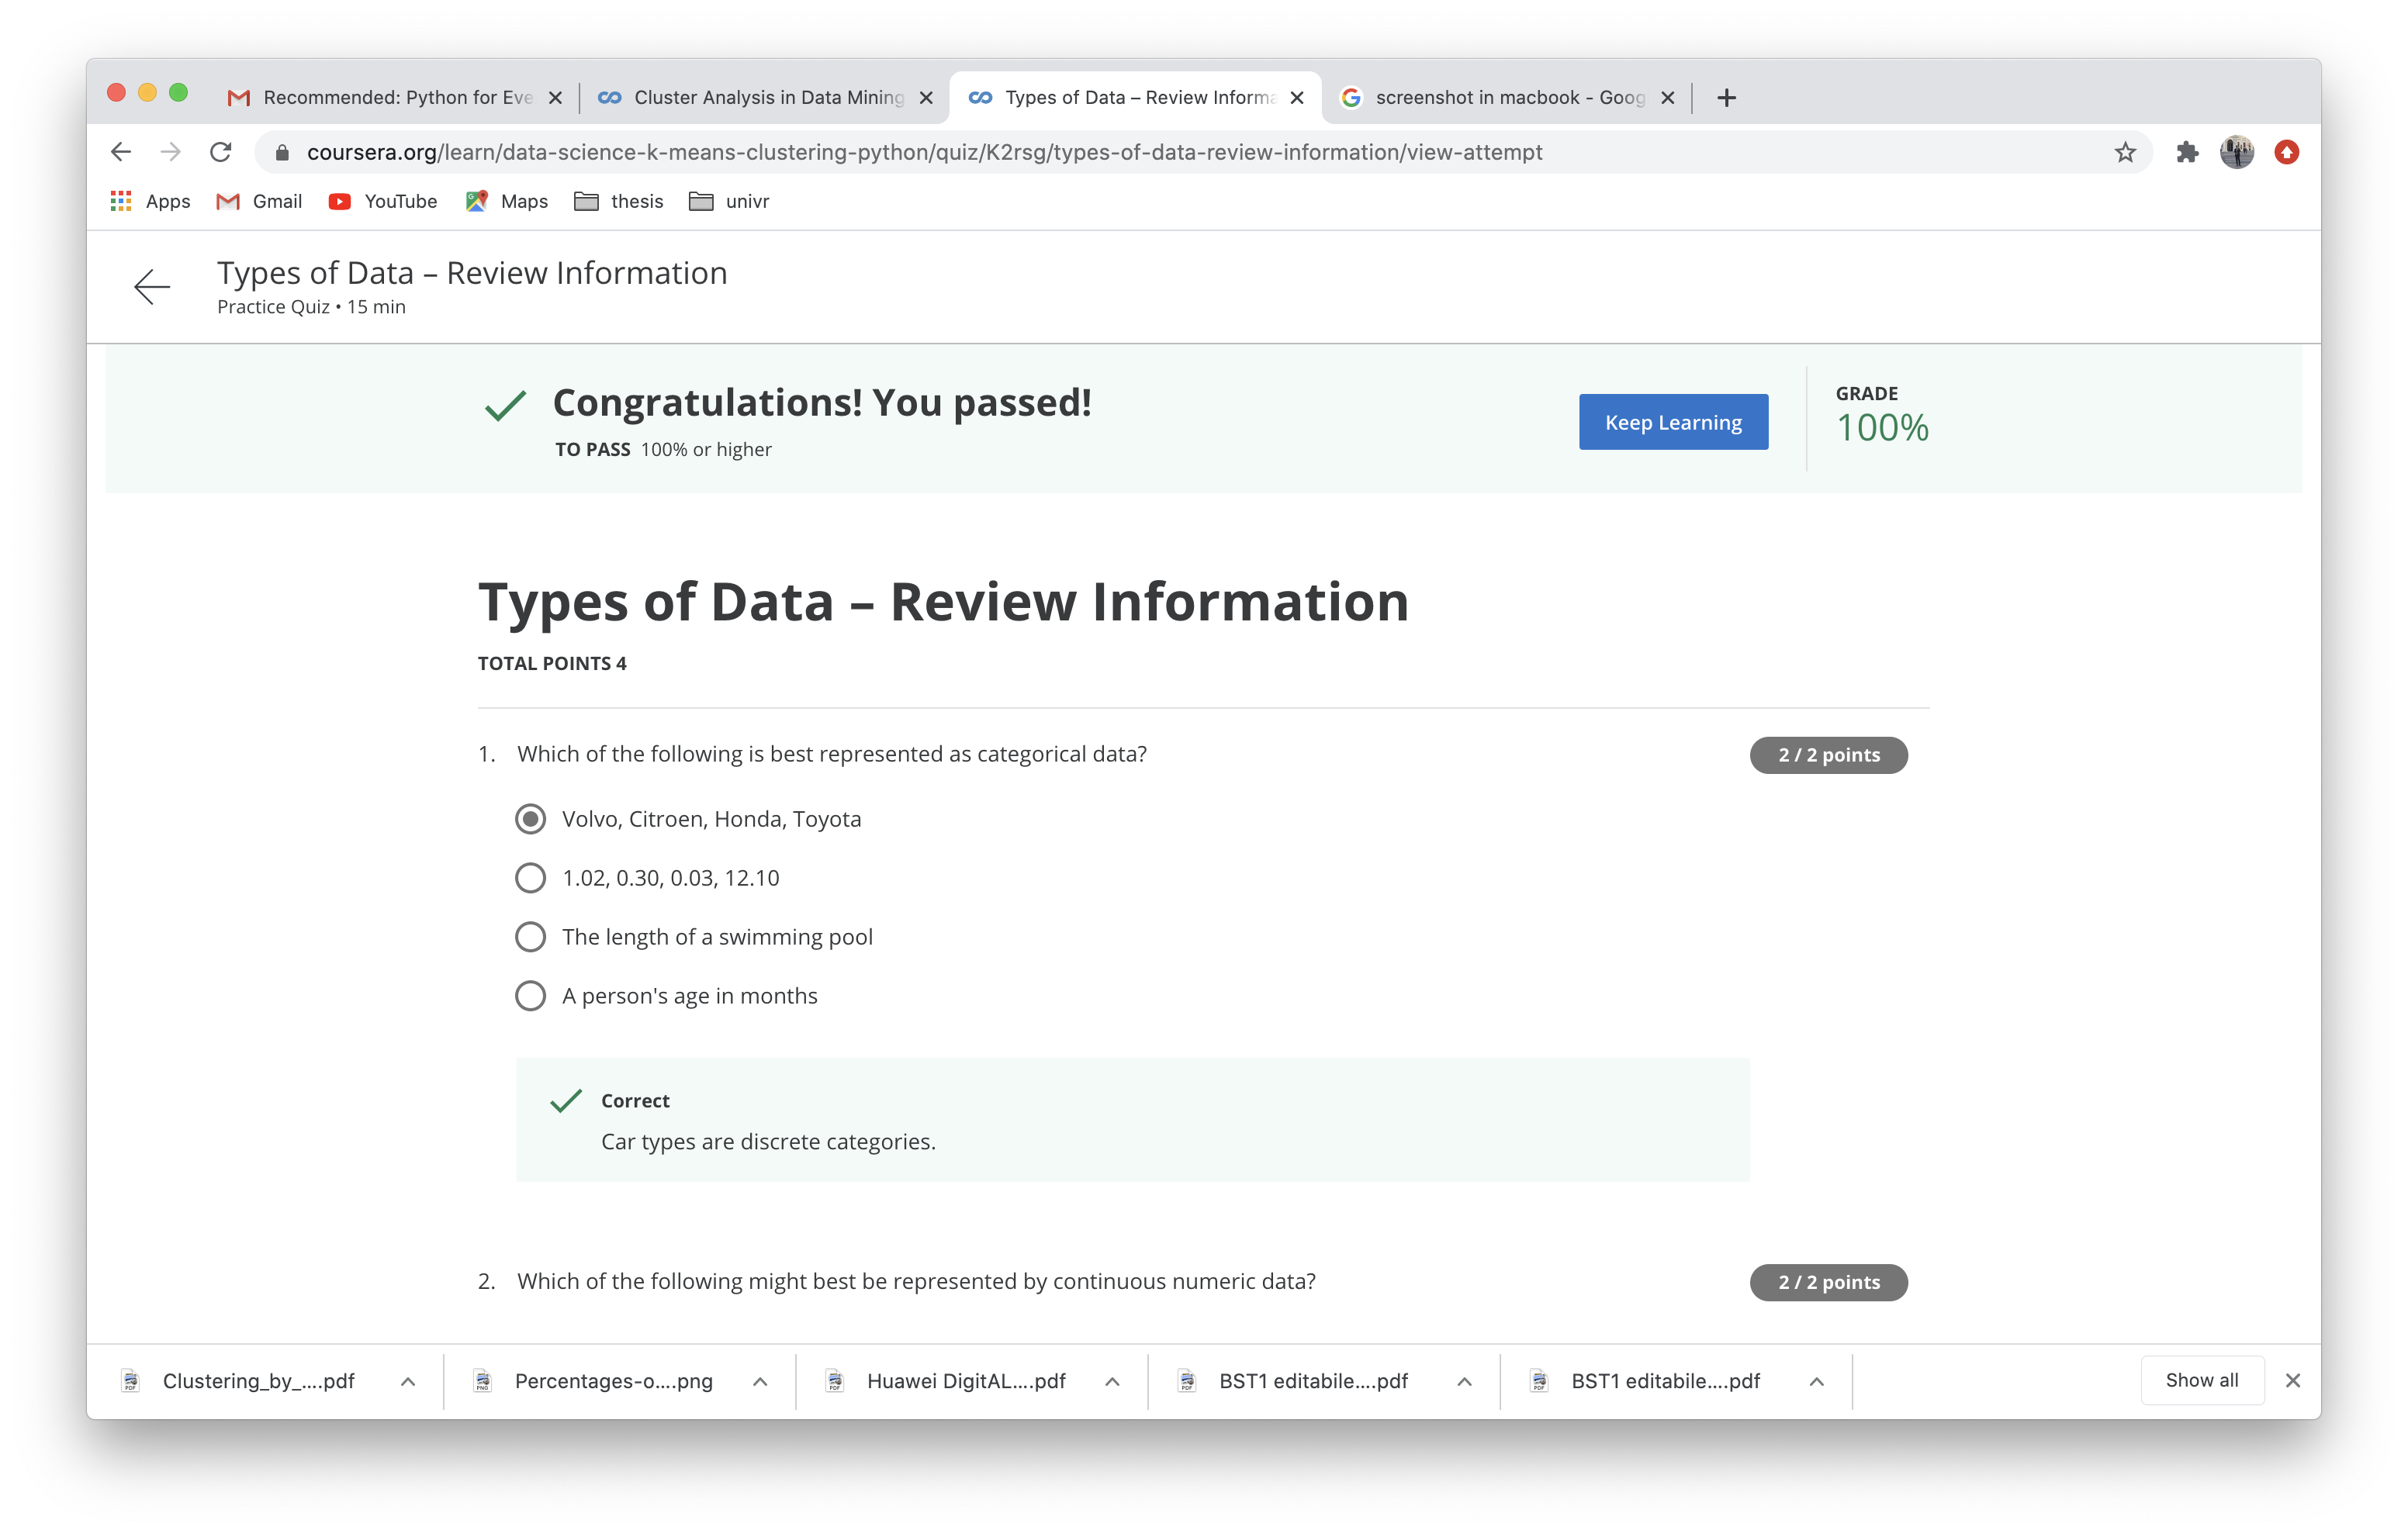 Recommended: Python for Eve
Cluster Analysis in Data Mining
Types of Data – Review Informa
screenshot in macbook - Goog
coursera.org/learn/data-science-k-means-clustering-python/quiz/K2rsg/types-of-data-review-information/view-attempt
Apps Gmail YouTube Maps thesis univr
Types of Data – Review Information
Practice Quiz • 15 min
Congratulations! You passed!
TO PASS 100% or higher
Keep Learning
GRADE
100%
Types of Data – Review Information
TOTAL POINTS 4
1. Which of the following is best represented as categorical data?
2 / 2 points
Volvo, Citroen, Honda, Toyota
1.02, 0.30, 0.03, 12.10
The length of a swimming pool
A person's age in months
Correct
Car types are discrete categories.
2. Which of the following might best be represented by continuous numeric data?
2 / 2 points
Clustering_by_....pdf
Percentages-o....png
Huawei DigitAL....pdf
BST1 editabile....pdf
BST1 editabile....pdf
Show all